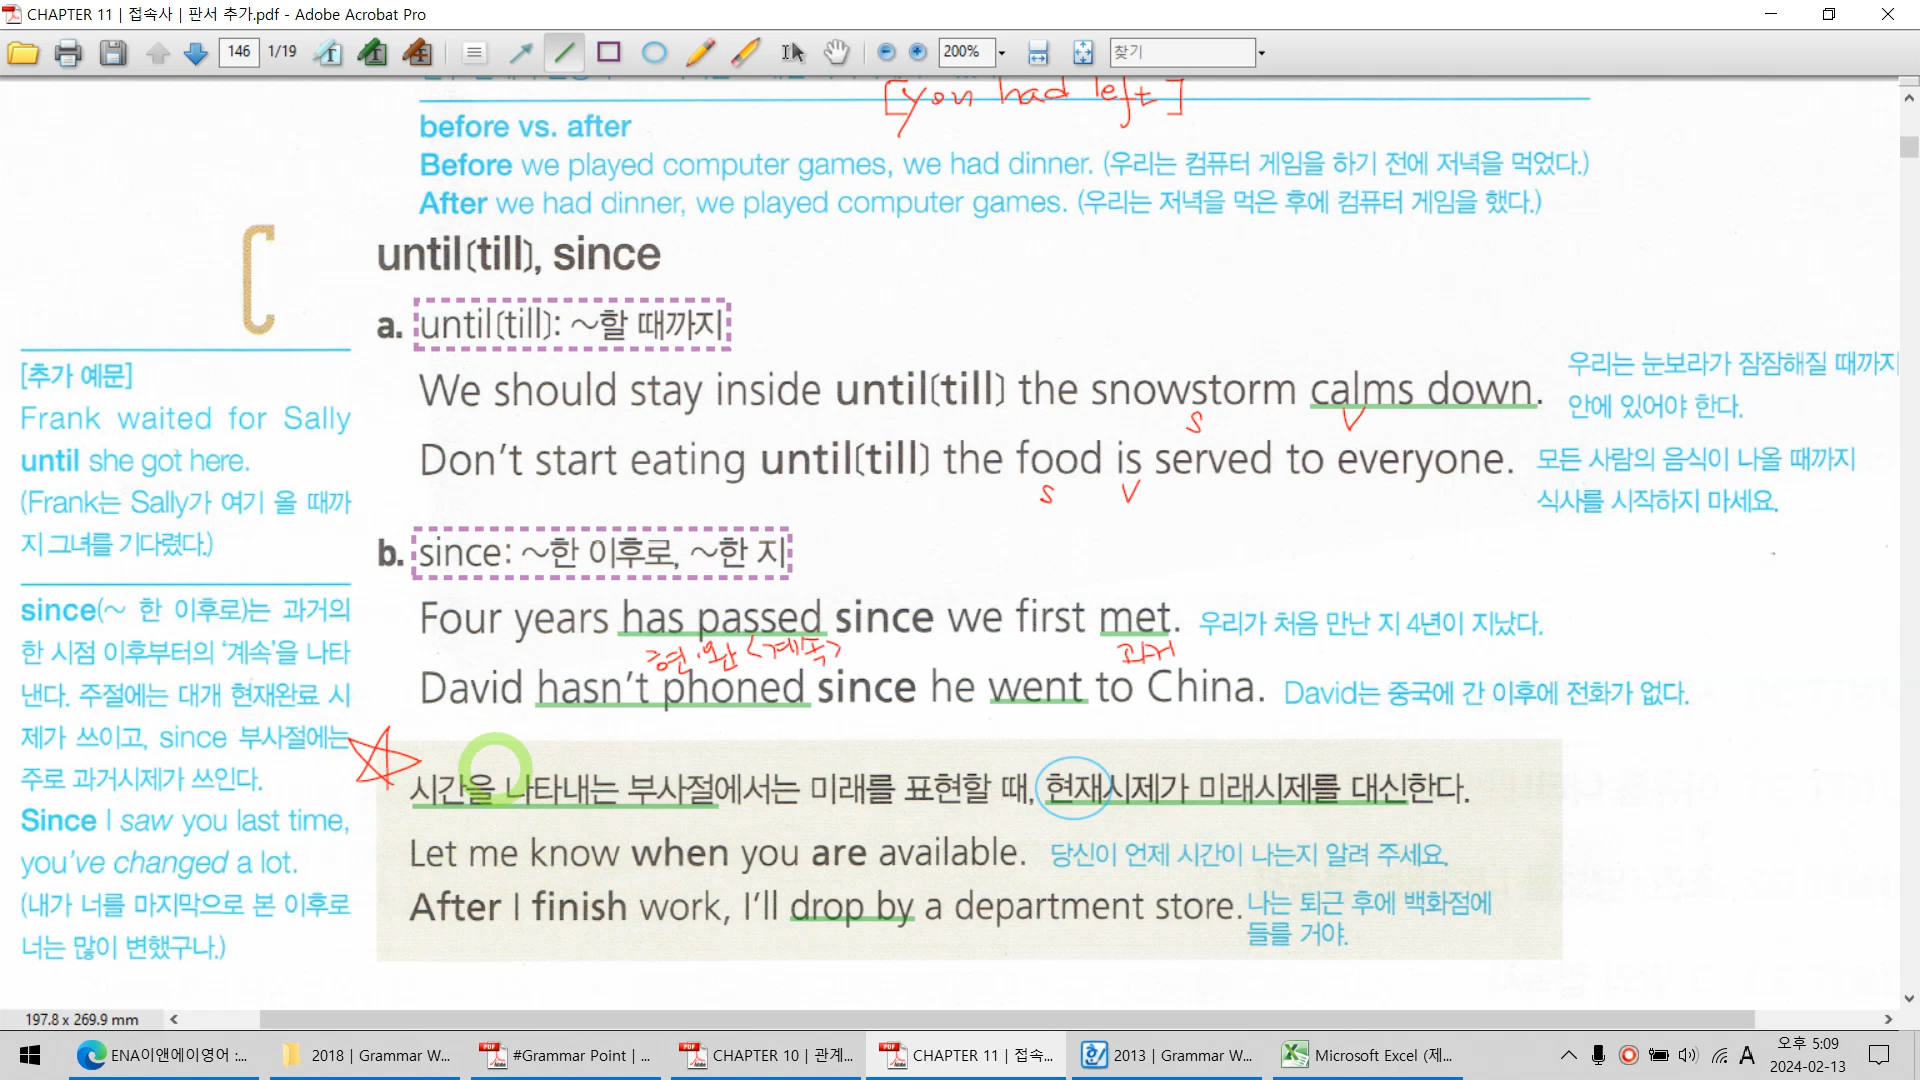 CHAPTER 11 | 접속사 | 판서 추가.pdf - Adobe Acrobat Pro
146 1/19 200% 찾기
[you had left]
before vs. after
Before we played computer games, we had dinner. (우리는 컴퓨터 게임을 하기 전에 저녁을 먹었다.)
After we had dinner, we played computer games. (우리는 저녁을 먹은 후에 컴퓨터 게임을 했다.)
C
until(till), since
a. until(till): ~할 때까지
We should stay inside until(till) the snowstorm calms down.
S V
우리는 눈보라가 잠잠해질 때까지
안에 있어야 한다.
Don't start eating until(till) the food is served to everyone.
S V
모든 사람의 음식이 나올 때까지
식사를 시작하지 마세요.
b. since: ~한 이후로, ~한 지
Four years has passed since we first met. 우리가 처음 만난 지 4년이 지났다.
현·완 <계속> 과거
David hasn't phoned since he went to China. David는 중국에 간 이후에 전화가 없다.
시간을 나타내는 부사절에서는 미래를 표현할 때, 현재시제가 미래시제를 대신한다.
Let me know when you are available. 당신이 언제 시간이 나는지 알려 주세요.
After I finish work, I'll drop by a department store. 나는 퇴근 후에 백화점에
들를 거야.
[추가 예문]
Frank waited for Sally
until she got here.
(Frank는 Sally가 여기 올 때까
지 그녀를 기다렸다.)
since(~ 한 이후로)는 과거의
한 시점 이후부터의 '계속'을 나타
낸다. 주절에는 대개 현재완료 시
제가 쓰이고, since 부사절에는
주로 과거시제가 쓰인다.
Since I saw you last time,
you've changed a lot.
(내가 너를 마지막으로 본 이후로
너는 많이 변했구나.)
197.8 x 269.9 mm
ENA이앤에이영어 :... 2018 | Grammar W... #Grammar Point | ... CHAPTER 10 | 관계... CHAPTER 11 | 접속... 2013 | Grammar W... Microsoft Excel (제... A 오후 5:09
2024-02-13